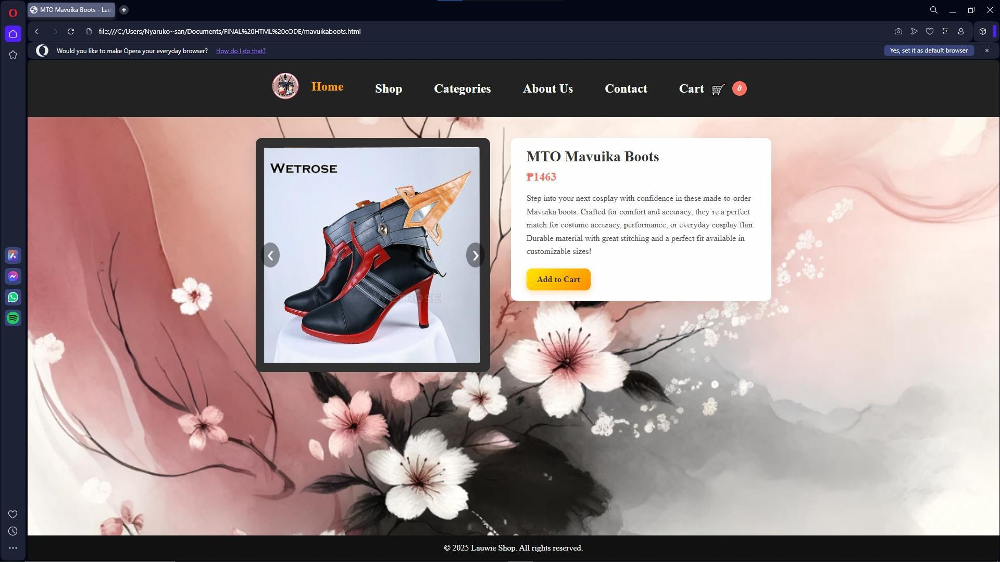 MTO Mavuika Boots - Lau
file:///C:/Users/Nyaruko~san/Documents/FINAL%20HTML%20cODE/mavuikaboots.html
Would you like to make Opera your everyday browser? How do I do that? Yes, set it as default browser
Home Shop Categories About Us Contact Cart 0
WETROSE
WETROSE
MTO Mavuika Boots
₱1463
Step into your next cosplay with confidence in these made-to-order
Mavuika boots. Crafted for comfort and accuracy, they’re a perfect
match for costume accuracy, performance, or everyday cosplay flair.
Durable material with great stitching and a perfect fit available in
customizable sizes!
Add to Cart
© 2025 Lauwie Shop. All rights reserved.